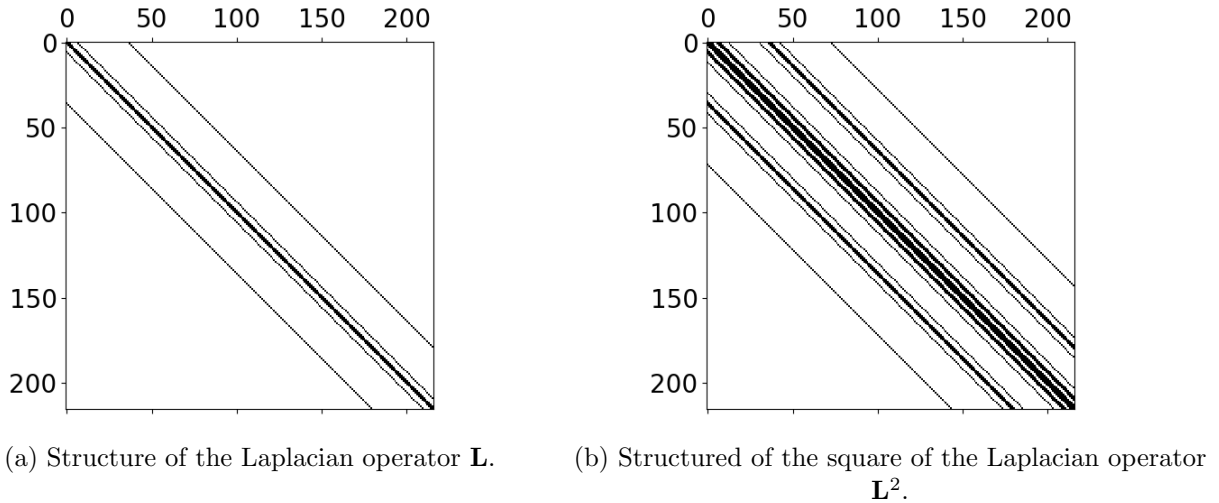 0 50 100 150 200
0
50
100
150
200
0 50 100 150 200
0
50
100
150
200
(a) Structure of the Laplacian operator L.
(b) Structured of the square of the Laplacian operator
L².